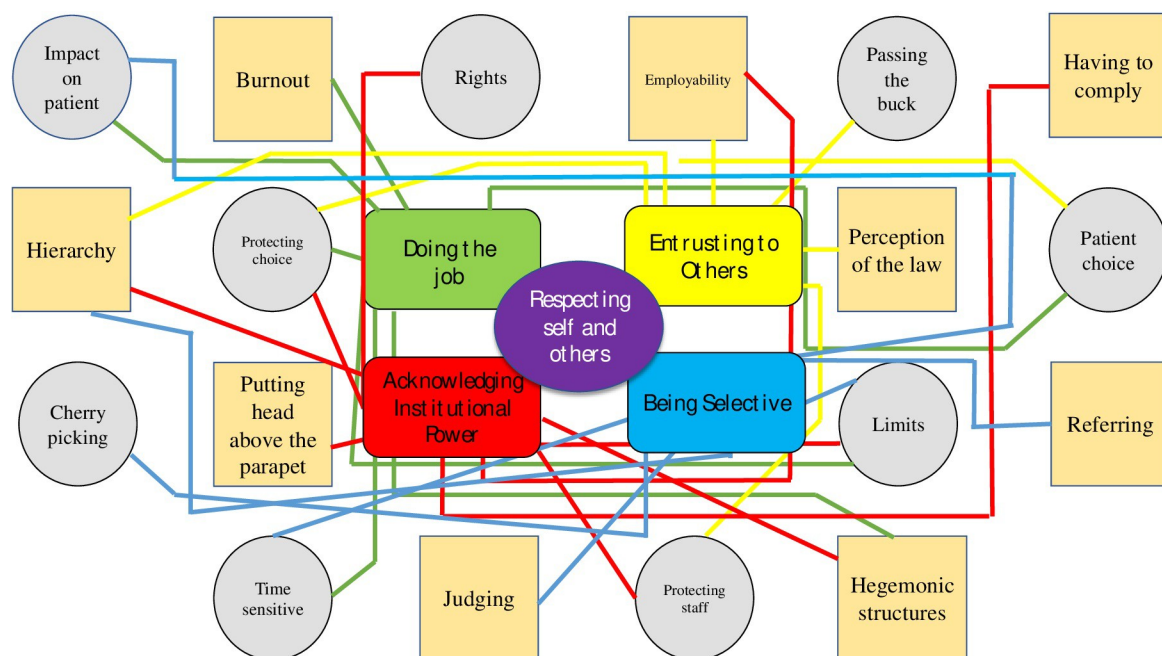 Impact
on
patient
Burnout
Rights
Employability
Passing
the
buck
Having to
comply
Hierarchy
Protecting
choice
Doing the
job
Entrusting to
Others
Perception
of the law
Patient
choice
Respecting
self and
others
Cherry
picking
Putting
head
above the
parapet
Acknowledging
Institutional
Power
Being Selective
Limits
Referring
Time
sensitive
Judging
Protecting
staff
Hegemonic
structures